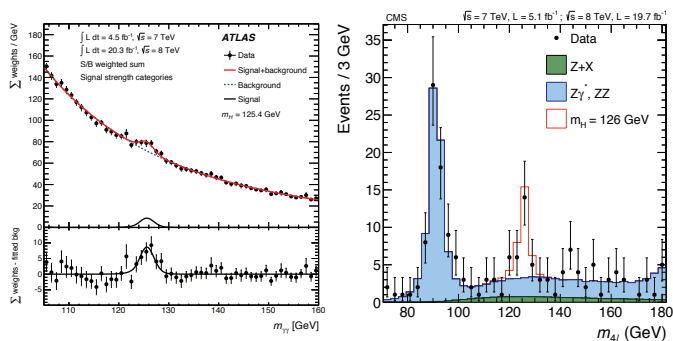 ∫ L dt = 4.5 fb⁻¹, √s = 7 TeV
∫ L dt = 20.3 fb⁻¹, √s = 8 TeV
S/B weighted sum
Signal strength categories
ATLAS
Data
Signal+background
Background
Signal
m_H = 125.4 GeV
∑ weights / GeV
180
160
140
120
100
80
60
40
20
0
∑ weights - fitted bkg
10
5
0
-5
110 120 130 140 150 160
m_γγ [GeV]
CMS √s = 7 TeV, L = 5.1 fb⁻¹ ; √s = 8 TeV, L = 19.7 fb⁻¹
Events / 3 GeV
35
30
25
20
15
10
5
0
Data
Z+X
Zγ*, ZZ
m_H = 126 GeV
80 100 120 140 160 180
m_4l (GeV)